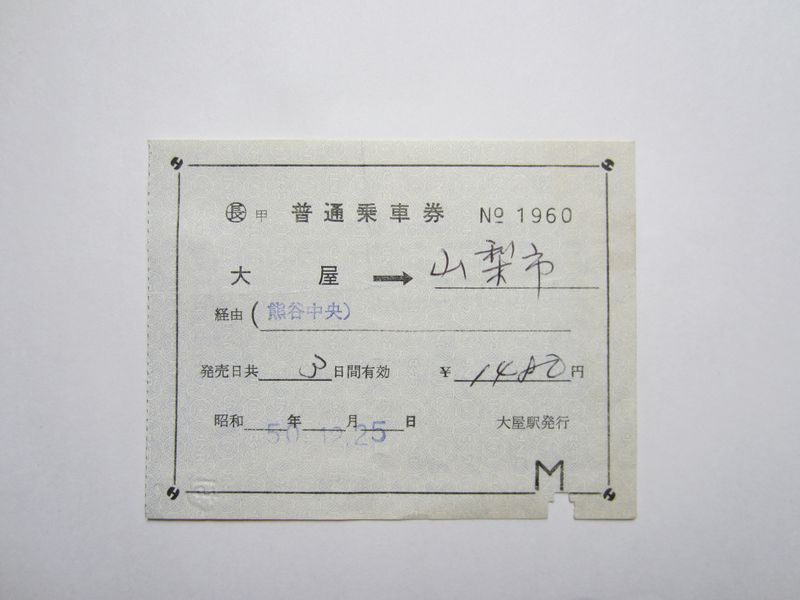 長 甲 普通乗車券 No 1960
大屋 → 山梨市
経由(熊谷中央)
発売日共 3 日間有効 ¥ 1480 円
昭和 50 年 12 月 25 日 大屋駅発行
M